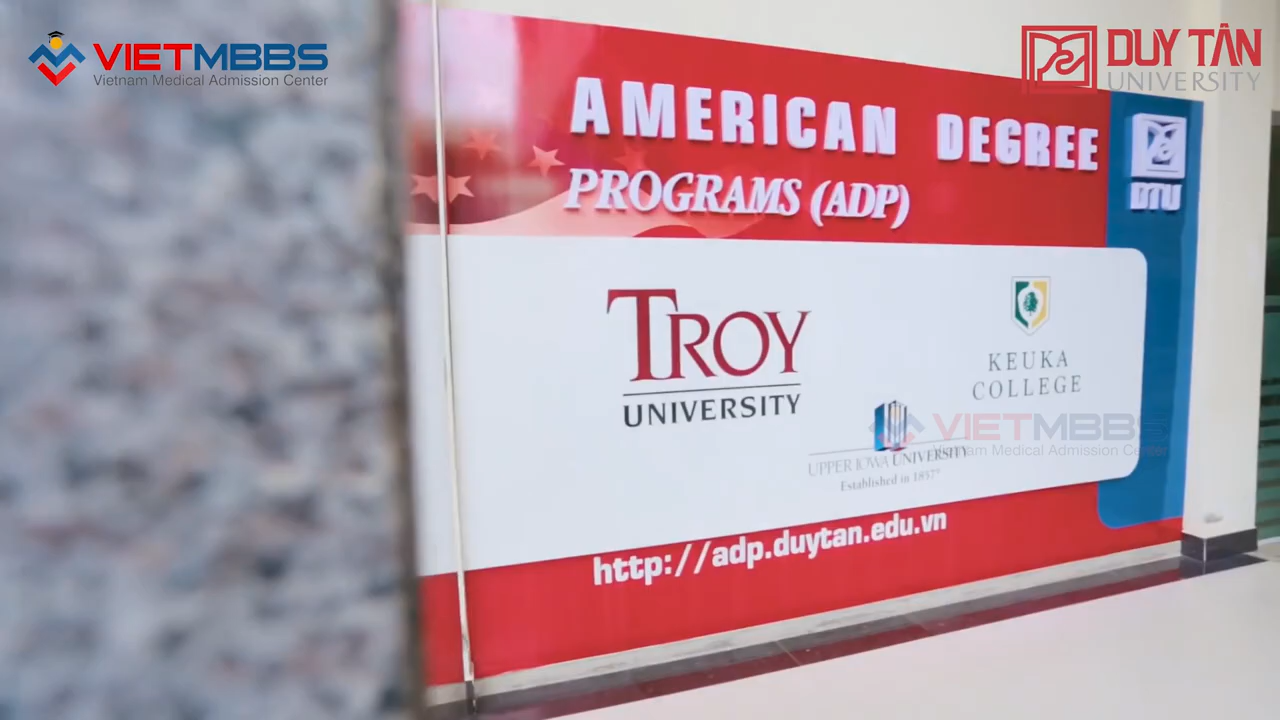 VIETMBBS
Vietnam Medical Admission Center
DUY TÂN
UNIVERSITY
AMERICAN DEGREE
PROGRAMS (ADP)
DTU
TROY
UNIVERSITY
KEUKA
COLLEGE
VIETMBBS
Vietnam Medical Admission Center
UPPER IOWA UNIVERSITY
Established in 1857
http://adp.duytan.edu.vn